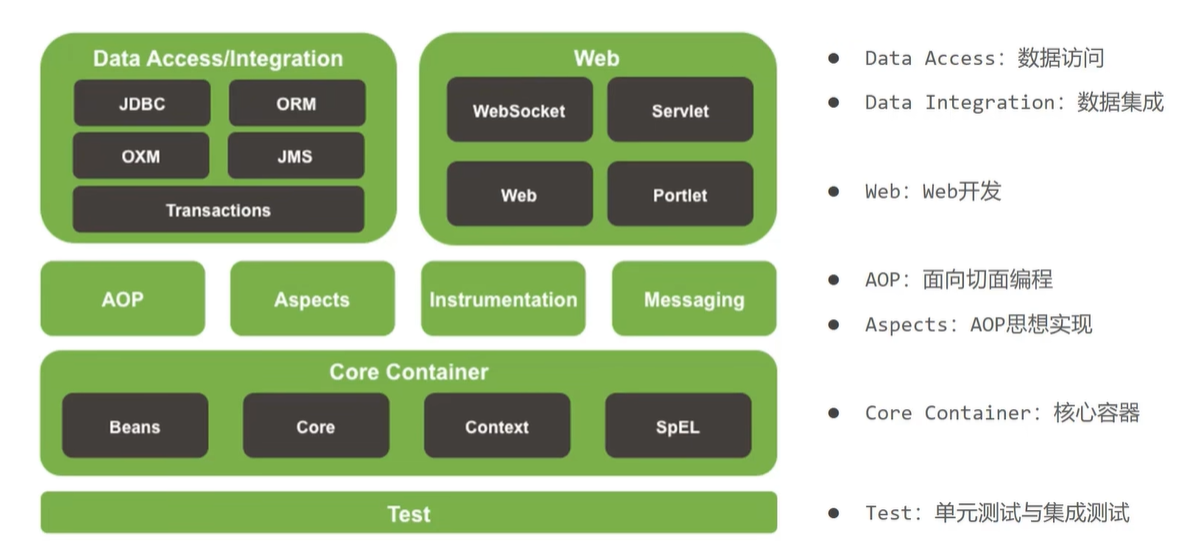 Data Access/Integration
JDBC
ORM
OXM
JMS
Transactions
Web
WebSocket
Servlet
Web
Portlet
AOP
Aspects
Instrumentation
Messaging
Core Container
Beans
Core
Context
SpEL
Test
● Data Access：数据访问
● Data Integration：数据集成
● Web：Web开发
● AOP：面向切面编程
● Aspects：AOP思想实现
● Core Container：核心容器
● Test：单元测试与集成测试